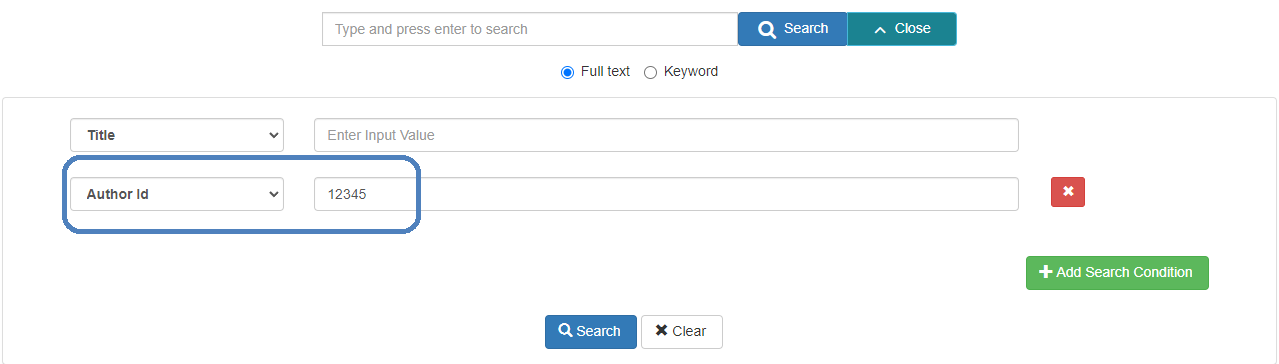 Type and press enter to search Search Close
Full text Keyword
Title Enter Input Value
Author Id 12345
Add Search Condition
Search Clear